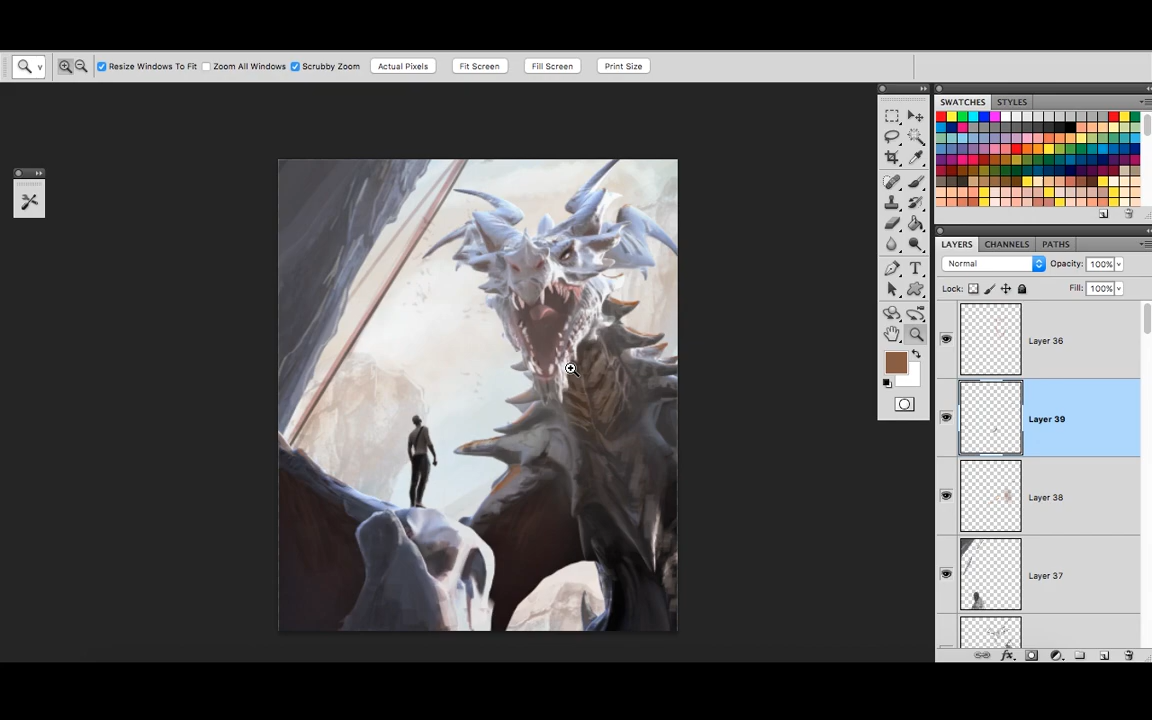 Resize Windows To Fit Zoom All Windows Scrubby Zoom Actual Pixels Fit Screen Fill Screen Print Size
SWATCHES STYLES
LAYERS CHANNELS PATHS
Normal Opacity: 100%
Lock: Fill: 100%
Layer 36
Layer 39
Layer 38
Layer 37